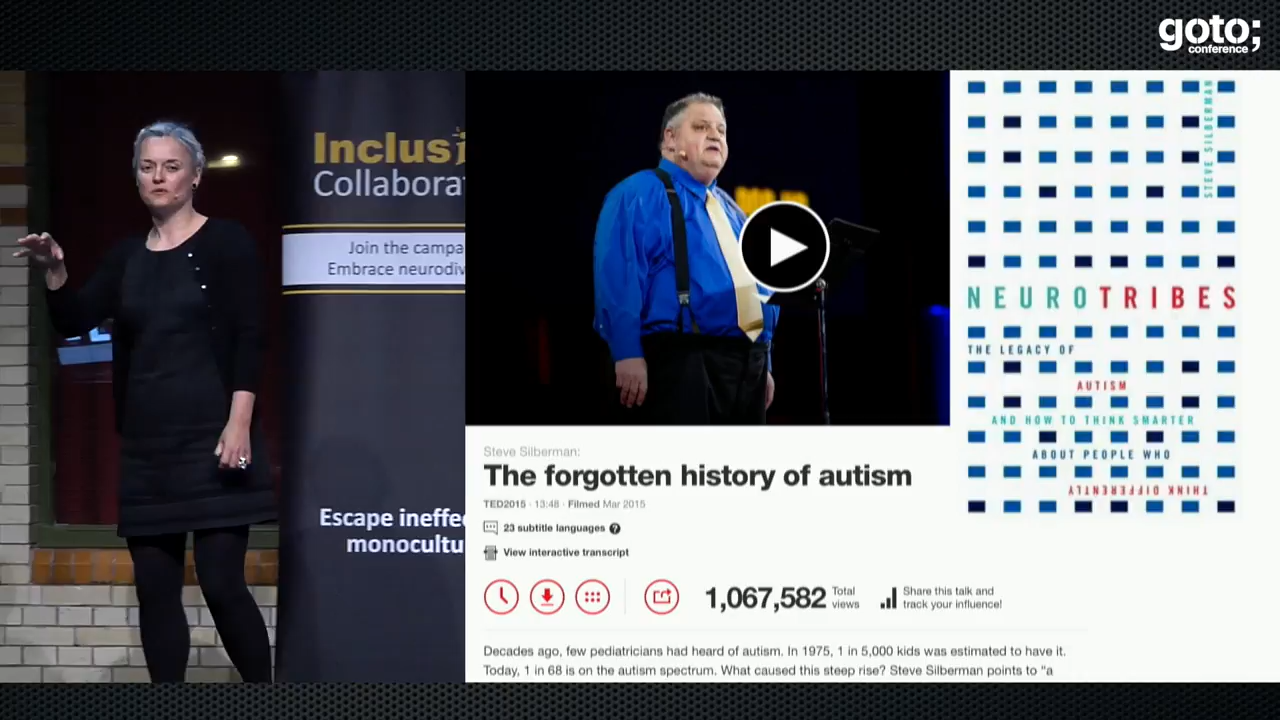 goto;
conference
Inclusi
Collabora
Join the campa
Embrace neurodiv
Escape ineffe
monocultu
Steve Silberman:
The forgotten history of autism
TED2015 · 13:48 · Filmed Mar 2015
23 subtitle languages ?
View interactive transcript
1,067,582 Total views
Share this talk and
track your influence!
Decades ago, few pediatricians had heard of autism. In 1975, 1 in 5,000 kids was estimated to have it.
Today, 1 in 68 is on the autism spectrum. What caused this steep rise? Steve Silberman points to “a
STEVE SILBERMAN
NEUROTRIBES
THE LEGACY OF
AUTISM
AND HOW TO THINK SMARTER
ABOUT PEOPLE WHO
THINK DIFFERENTLY